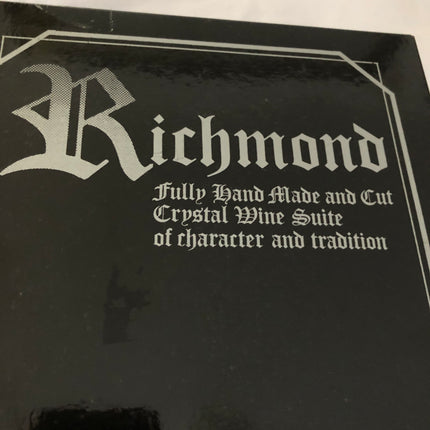 Richmond
Fully Hand Made and Cut
Crystal Wine Suite
of character and tradition